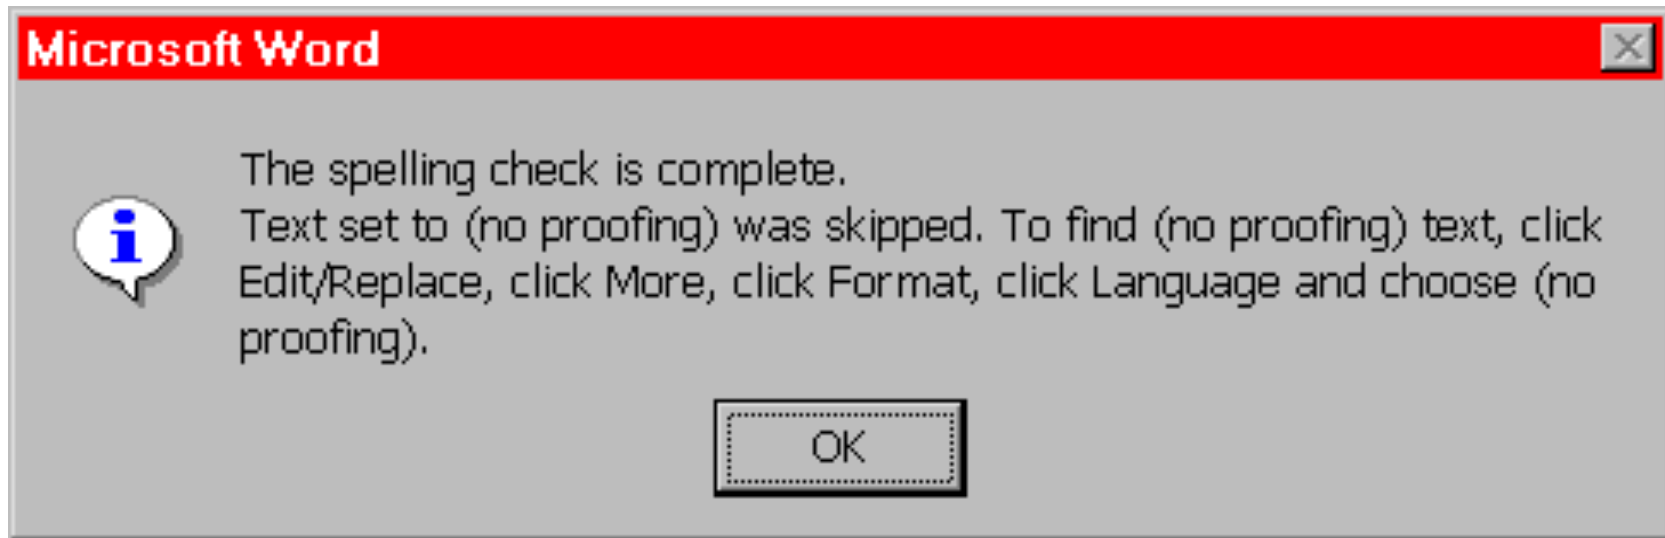 Microsoft Word
The spelling check is complete.
Text set to (no proofing) was skipped. To find (no proofing) text, click
Edit/Replace, click More, click Format, click Language and choose (no
proofing).
OK